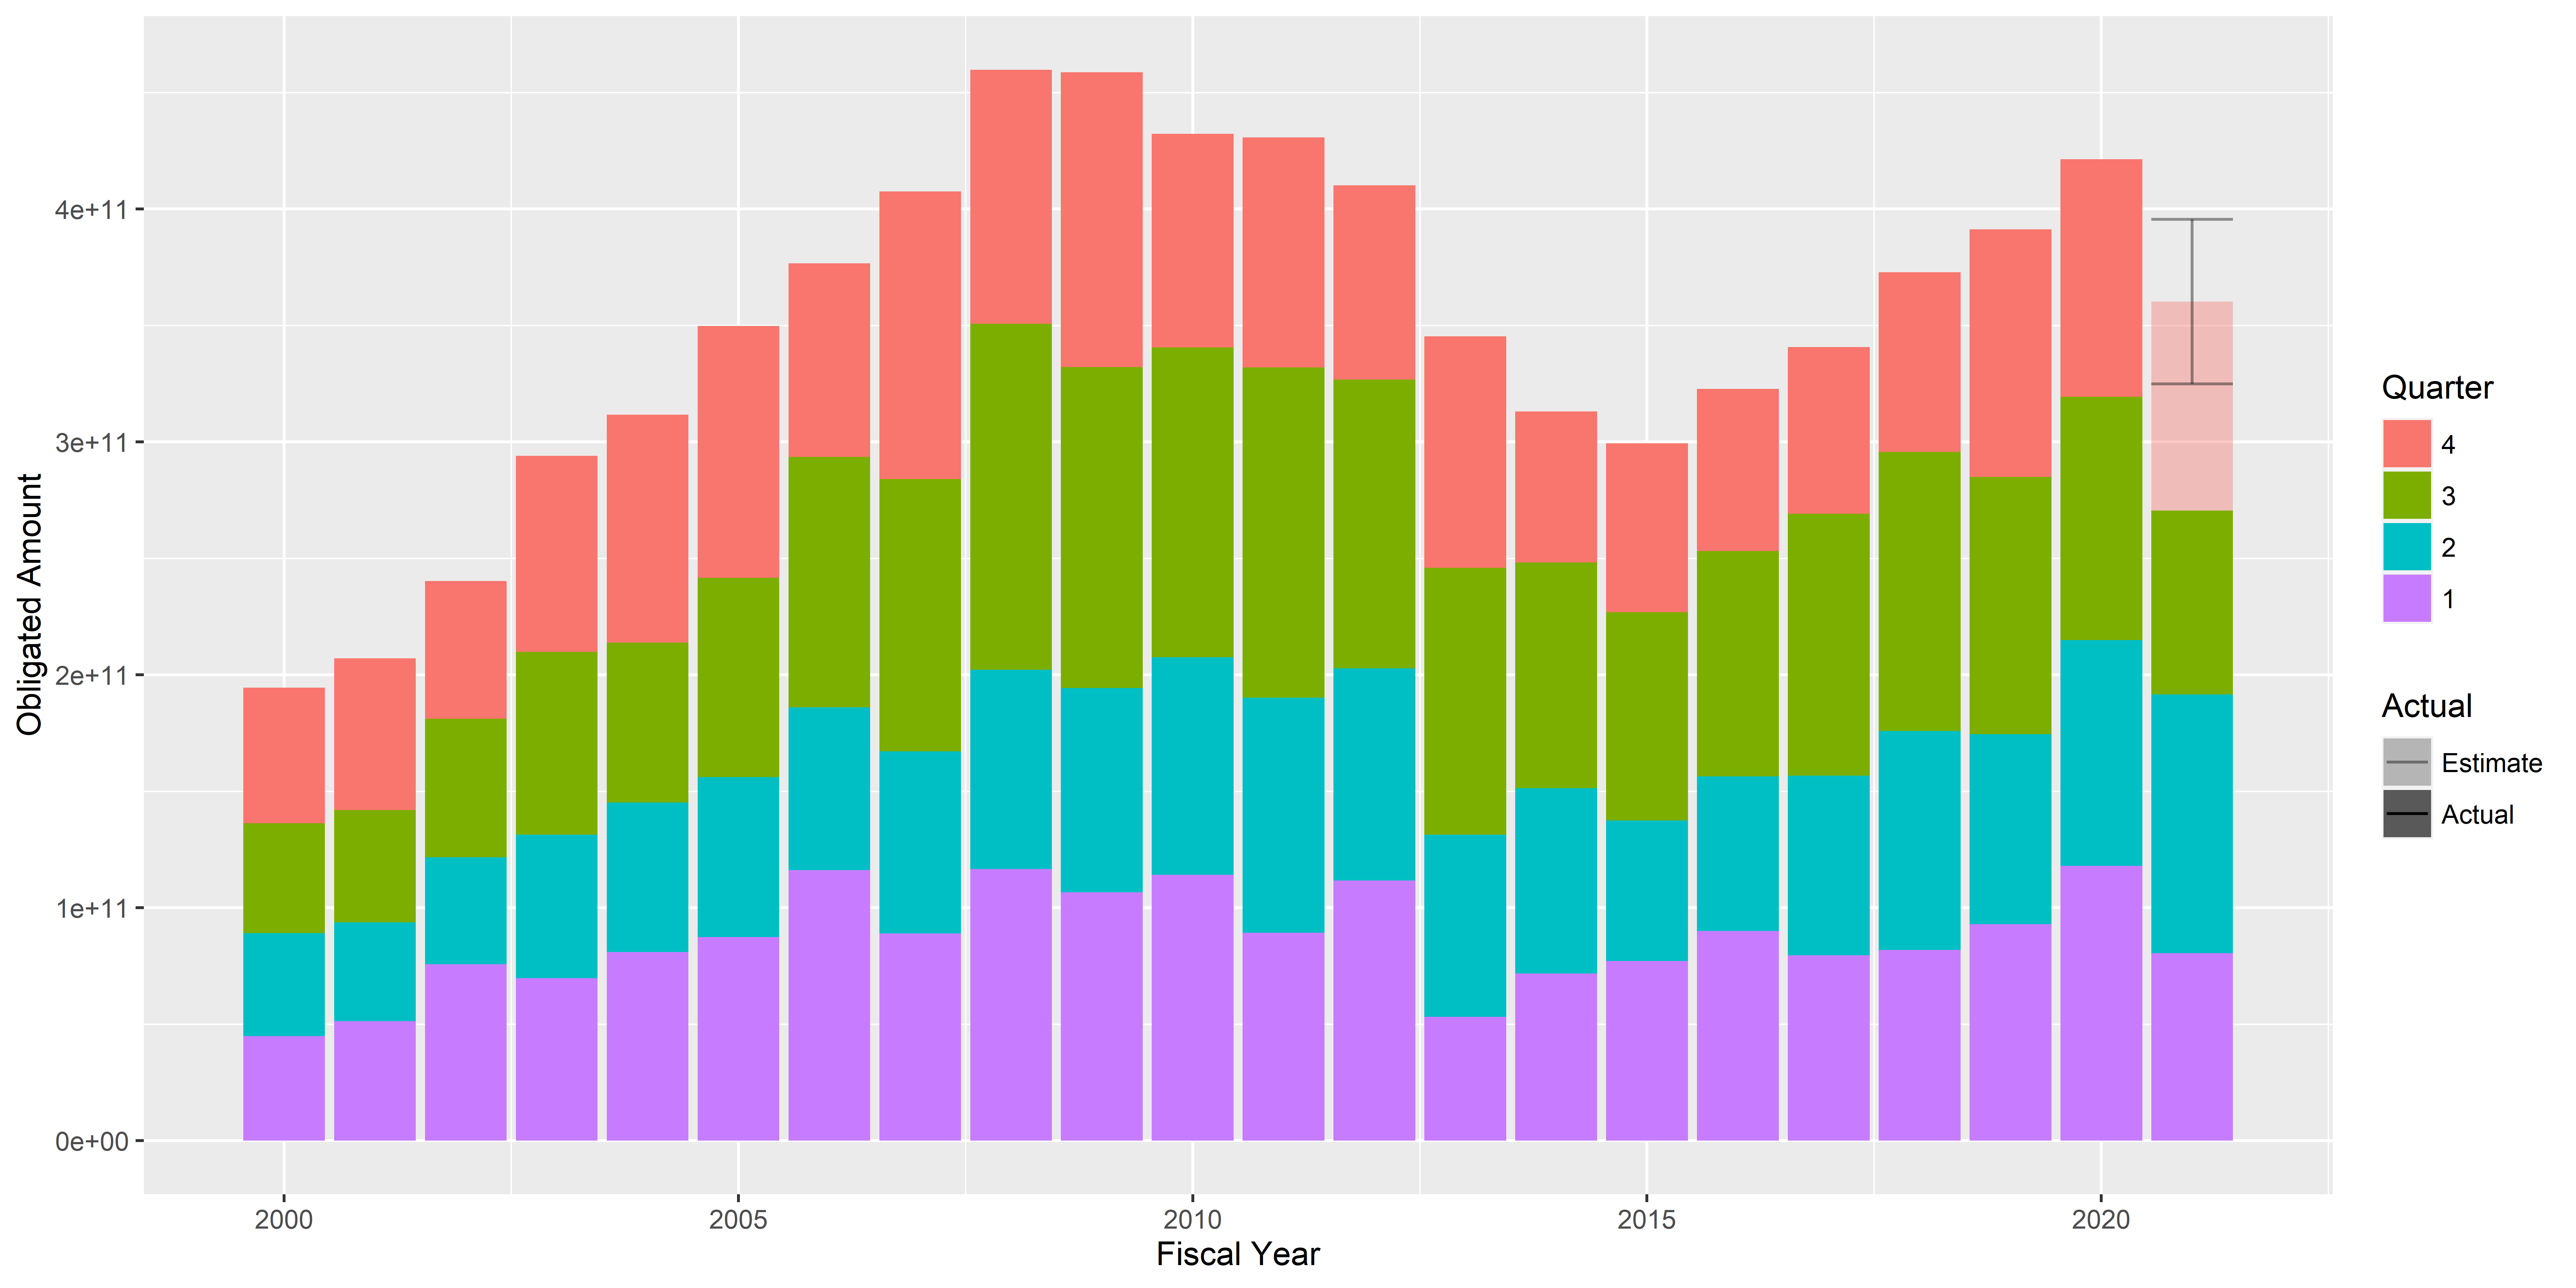 Obligated Amount
4e+11
3e+11
2e+11
1e+11
0e+00
2000
2005
2010
2015
2020
Fiscal Year
Quarter
4
3
2
1
Actual
Estimate
Actual